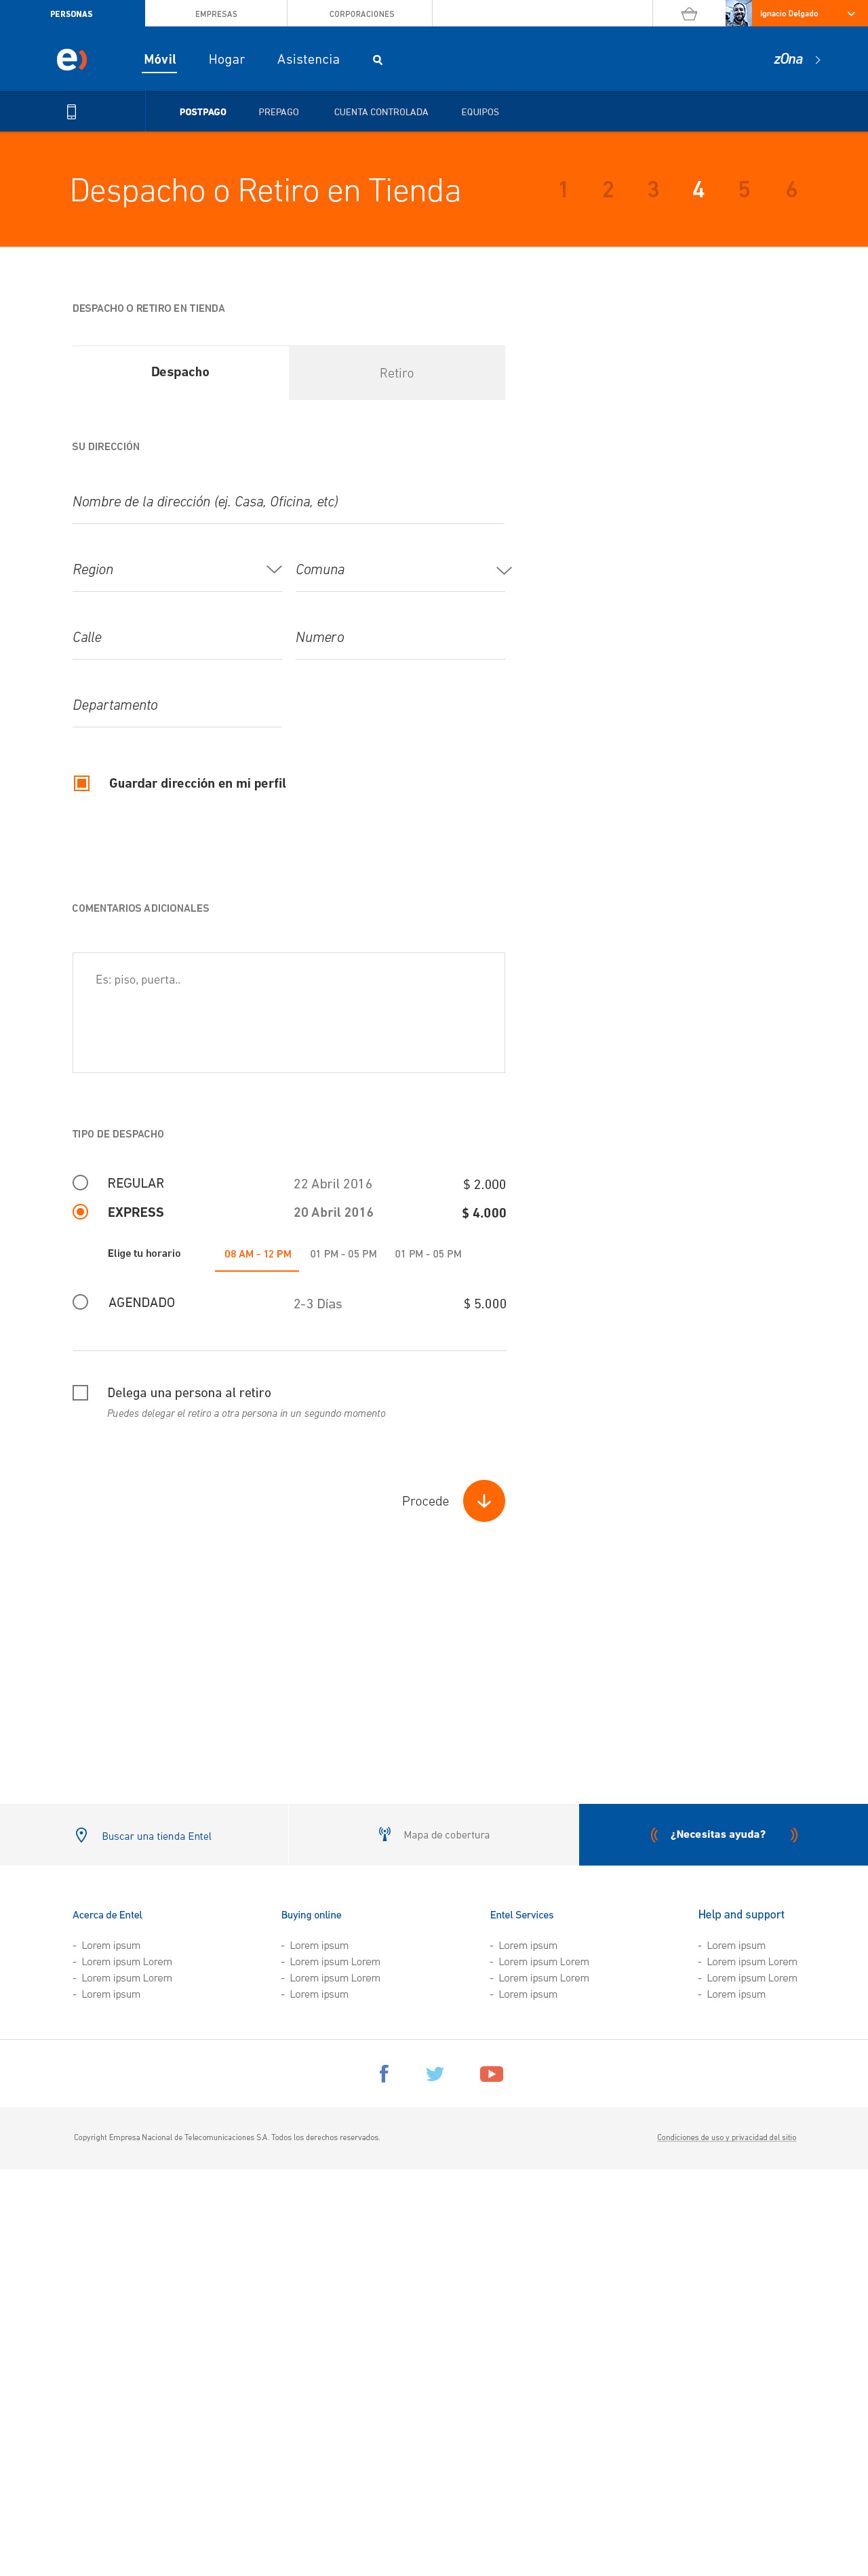 PERSONAS
EMPRESAS
CORPORACIONES
Ignacio Delgado
e)
Móvil
Hogar
Asistencia
zOna
POSTPAGO
PREPAGO
CUENTA CONTROLADA
EQUIPOS
Despacho o Retiro en Tienda
1 2 3 4 5 6
DESPACHO O RETIRO EN TIENDA
Despacho
Retiro
SU DIRECCIÓN
Nombre de la dirección (ej. Casa, Oficina, etc)
Region
Comuna
Calle
Numero
Departamento
Guardar dirección en mi perfil
COMENTARIOS ADICIONALES
Es: piso, puerta..
TIPO DE DESPACHO
REGULAR 22 Abril 2016 $ 2.000
EXPRESS 20 Abril 2016 $ 4.000
Elige tu horario 08 AM - 12 PM 01 PM - 05 PM 01 PM - 05 PM
AGENDADO 2-3 Días $ 5.000
Delega una persona al retiro
Puedes delegar el retiro a otra persona in un segundo momento
Procede
Buscar una tienda Entel
Mapa de cobertura
¿Necesitas ayuda?
Acerca de Entel
- Lorem ipsum
- Lorem ipsum Lorem
- Lorem ipsum Lorem
- Lorem ipsum
Buying online
- Lorem ipsum
- Lorem ipsum Lorem
- Lorem ipsum Lorem
- Lorem ipsum
Entel Services
- Lorem ipsum
- Lorem ipsum Lorem
- Lorem ipsum Lorem
- Lorem ipsum
Help and support
- Lorem ipsum
- Lorem ipsum Lorem
- Lorem ipsum Lorem
- Lorem ipsum
Copyright Empresa Nacional de Telecomunicaciones S.A. Todos los derechos reservados.
Condiciones de uso y privacidad del sitio